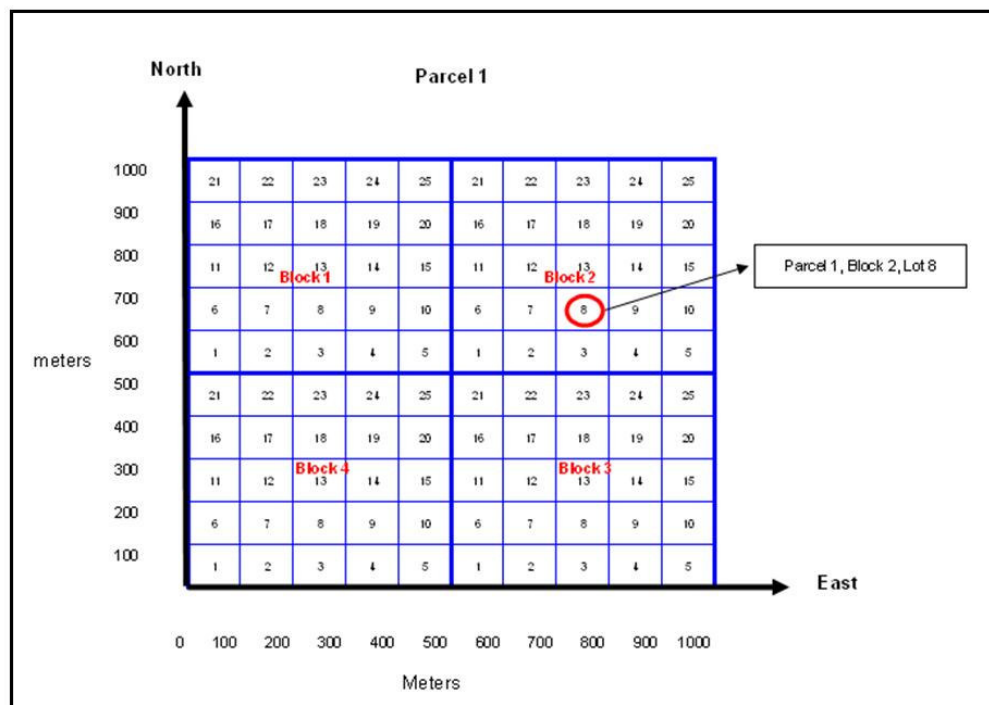 North
Parcel 1
1000
21 22 23 24 25 21 22 23 24 25
900
16 17 18 19 20 16 17 18 19 20
800
11 12 13 14 15 11 12 13 14 15
Block 1 Block 2
Parcel 1, Block 2, Lot 8
700
6 7 8 9 10 6 7 8 9 10
600
1 2 3 4 5 1 2 3 4 5
meters
500
21 22 23 24 25 21 22 23 24 25
400
16 17 18 19 20 16 17 18 19 20
300
Block 4 Block 3
11 12 13 14 15 11 12 13 14 15
200
6 7 8 9 10 6 7 8 9 10
100
1 2 3 4 5 1 2 3 4 5
East
0 100 200 300 400 500 600 700 800 900 1000
Meters